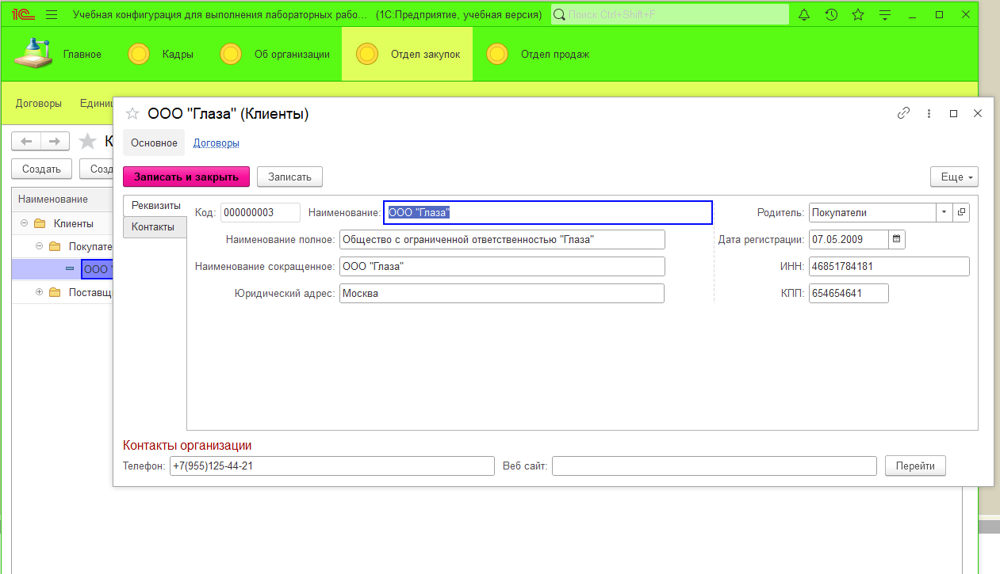 1С Учебная конфигурация для выполнения лабораторных рабо... (1С:Предприятие, учебная версия) Поиск Ctrl+Shift+F
Главное Кадры Об организации Отдел закупок Отдел продаж
Договоры
ООО "Глаза" (Клиенты)
Основное Договоры
Создать
Записать и закрыть Записать Еще
Наименование
Клиенты
ООО "
Реквизиты
Контакты
Код: 000000003 Наименование: ООО "Глаза" Родитель: Покупатели
Наименование полное: Общество с ограниченной ответственностью "Глаза" Дата регистрации: 07.05.2009
Наименование сокращенное: ООО "Глаза" ИНН: 46851784181
Юридический адрес: Москва КПП: 654654641
Контакты организации
Телефон: +7(955)125-44-21 Веб сайт: Перейти